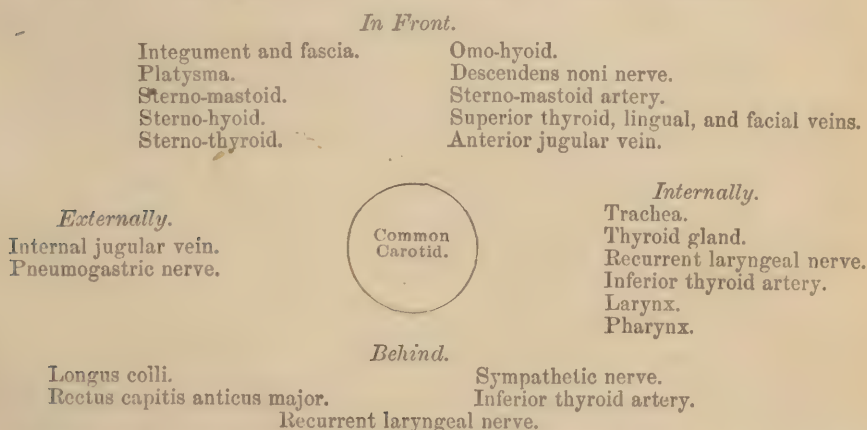 In Front.
Integument and fascia.
Platysma.
Sterno-mastoid.
Sterno-hyoid.
Sterno-thyroid.
Omo-hyoid.
Descendens noni nerve.
Sterno-mastoid artery.
Superior thyroid, lingual, and facial veins.
Anterior jugular vein.
Externally.
Internal jugular vein.
Pneumogastric nerve.
Common
Carotid.
Internally.
Trachea.
Thyroid gland.
Recurrent laryngeal nerve.
Inferior thyroid artery.
Larynx.
Pharynx.
Behind.
Longus colli.
Rectus capitis anticus major.
Sympathetic nerve.
Inferior thyroid artery.
Recurrent laryngeal nerve.